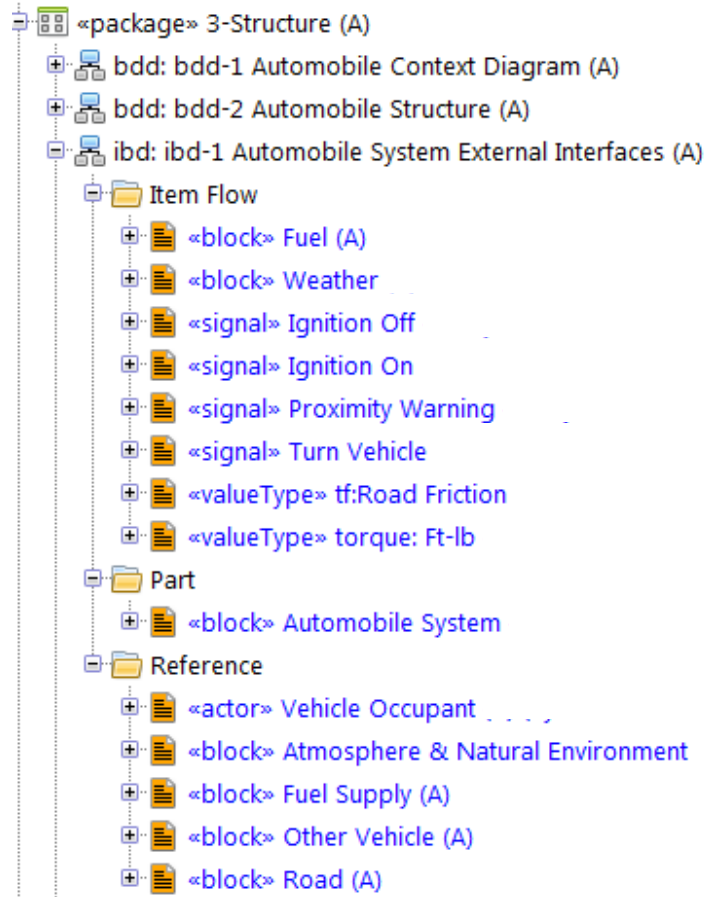 «package» 3-Structure (A)
bdd: bdd-1 Automobile Context Diagram (A)
bdd: bdd-2 Automobile Structure (A)
ibd: ibd-1 Automobile System External Interfaces (A)
Item Flow
«block» Fuel (A)
«block» Weather
«signal» Ignition Off
«signal» Ignition On
«signal» Proximity Warning
«signal» Turn Vehicle
«valueType» tf:Road Friction
«valueType» torque: Ft-lb
Part
«block» Automobile System
Reference
«actor» Vehicle Occupant
«block» Atmosphere & Natural Environment
«block» Fuel Supply (A)
«block» Other Vehicle (A)
«block» Road (A)